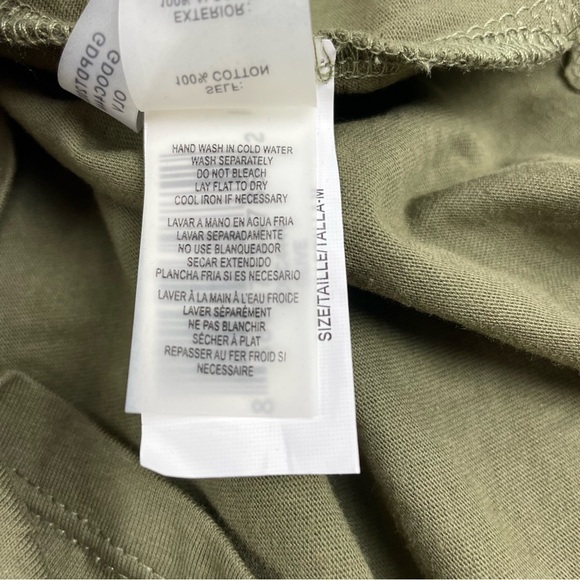 EXTERIOR:
100% COTTON
SELF:
HAND WASH IN COLD WATER
WASH SEPARATELY
DO NOT BLEACH
LAY FLAT TO DRY
COOL IRON IF NECESSARY
LAVAR A MANO EN AGUA FRIA
LAVAR SEPARADAMENTE
NO USE BLANQUEADOR
SECAR EXTENDIDO
PLANCHA FRIA SI ES NECESARIO
LAVER À LA MAIN À L'EAU FROIDE
LAVER SÉPARÉMENT
NE PAS BLANCHIR
SÉCHER À PLAT
REPASSER AU FER FROID SI
NECESSAIRE
SIZE/TAILLE/TALLA-M